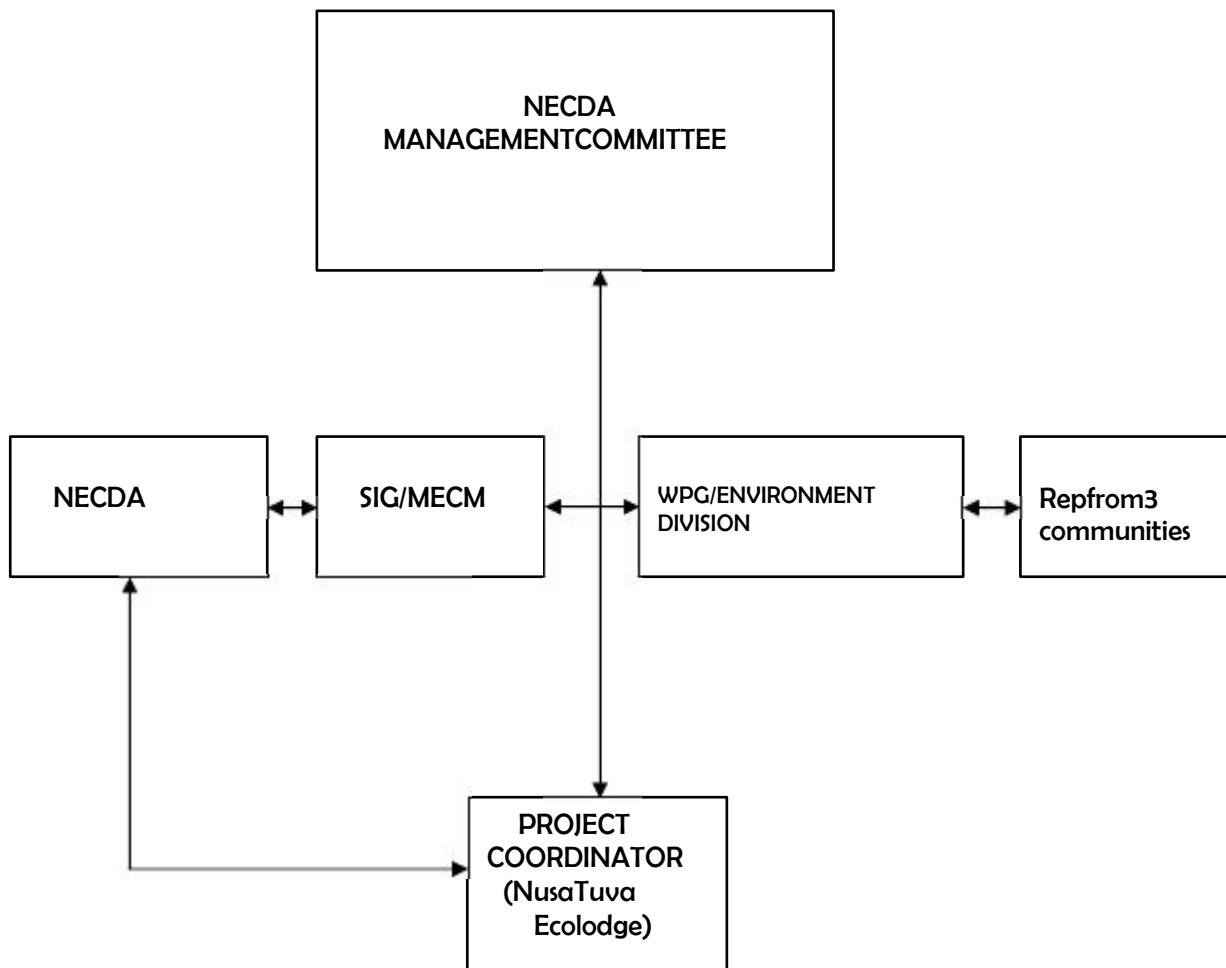 NECDA
MANAGEMENTCOMMITTEE
NECDA
SIG/MECM
WPG/ENVIRONMENT
DIVISION
Repfrom3
communities
PROJECT
COORDINATOR
(NusaTuva
Ecolodge)